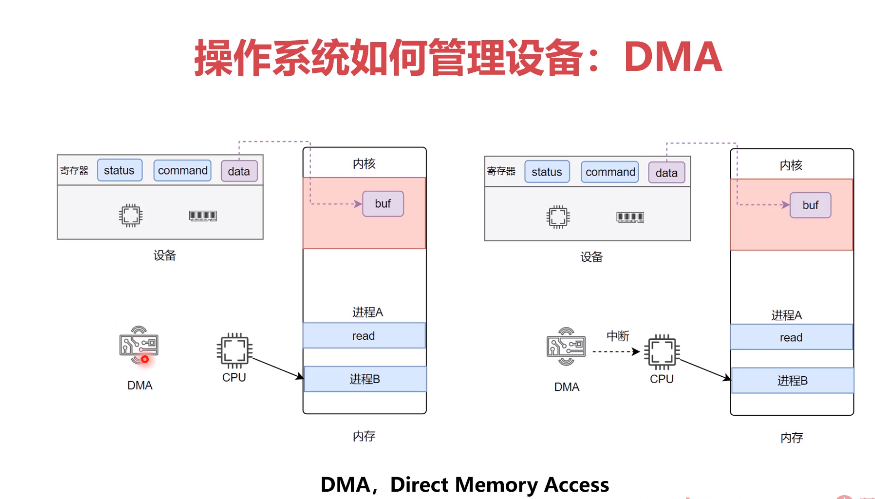 操作系统如何管理设备：DMA
寄存器 status command data
设备
内核
buf
进程A
read
进程B
内存
DMA
CPU
寄存器 status command data
设备
内核
buf
进程A
read
进程B
内存
DMA
中断
CPU
DMA，Direct Memory Access